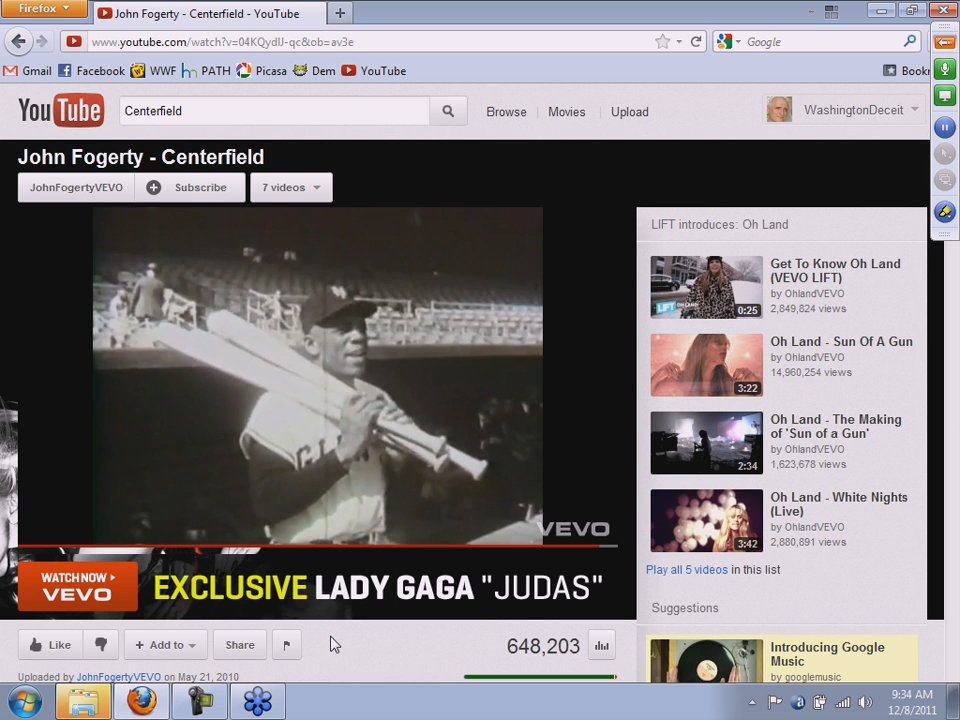 Firefox
John Fogerty - Centerfield - YouTube
www.youtube.com/watch?v=04KQydlJ-qc&ob=av3e
Google
Gmail
Facebook
WWF
PATH
Picasa
Dem
YouTube
Bookr
YouTube
Centerfield
Browse
Movies
Upload
WashingtonDeceit
John Fogerty - Centerfield
JohnFogertyVEVO
Subscribe
7 videos
VEVO
WATCH NOW
VEVO
EXCLUSIVE LADY GAGA "JUDAS"
Like
Add to
Share
648,203
Uploaded by JohnFogertyVEVO on May 21, 2010
LIFT introduces: Oh Land
LIFT
0:25
Get To Know Oh Land
(VEVO LIFT)
by OhlandVEVO
2,849,824 views
3:22
Oh Land - Sun Of A Gun
by OhlandVEVO
14,960,254 views
2:34
Oh Land - The Making
of 'Sun of a Gun'
by OhlandVEVO
1,623,678 views
3:42
Oh Land - White Nights
(Live)
by OhlandVEVO
2,880,891 views
Play all 5 videos in this list
Suggestions
Introducing Google
Music
by googlemusic
9:34 AM
12/8/2011